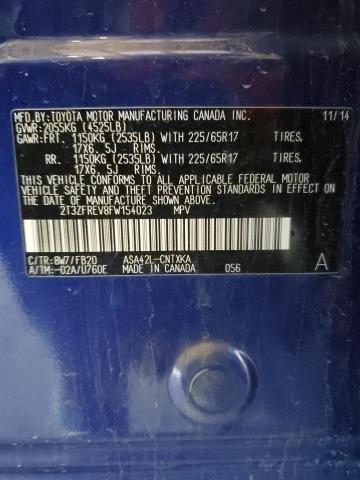 MFD.BY:TOYOTA MOTOR MANUFACTURING CANADA INC. 11/14
GVWR:2055KG (4525LB)
GAWR:FRT. 1150KG (2535LB) WITH 225/65R17 TIRES,
17X6. 5J RIMS.
RR. 1150KG (2535LB) WITH 225/65R17 TIRES,
17X6. 5J RIMS.
THIS VEHICLE CONFORMS TO ALL APPLICABLE FEDERAL MOTOR
VEHICLE SAFETY AND THEFT PREVENTION STANDARDS IN EFFECT ON
THE DATE OF MANUFACTURE SHOWN ABOVE.
2T3ZFREV8FW154023 MPV
C/TR:8W7/FB20 ASA42L-CNTXKA
A/TM:-02A/U760E MADE IN CANADA 056 A